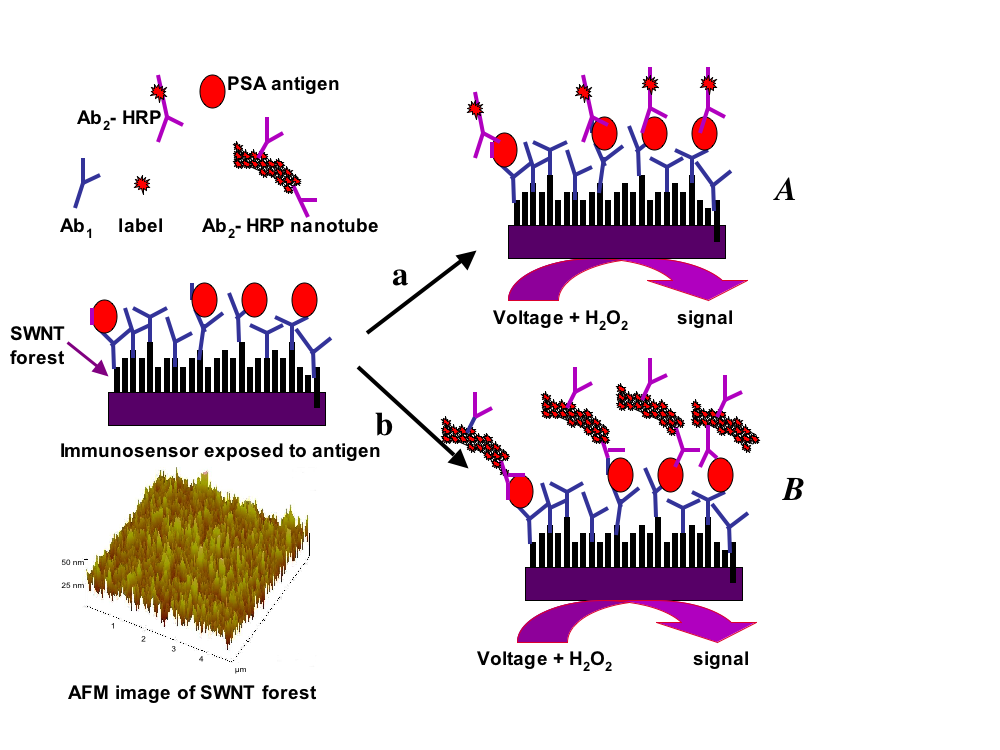 PSA antigen
Ab2- HRP
Ab1
label
Ab2- HRP nanotube
A
a
Voltage + H2O2
signal
SWNT
forest
b
Immunosensor exposed to antigen
B
50 nm
25 nm
1
2
3
4
µm
Voltage + H2O2
signal
AFM image of SWNT forest